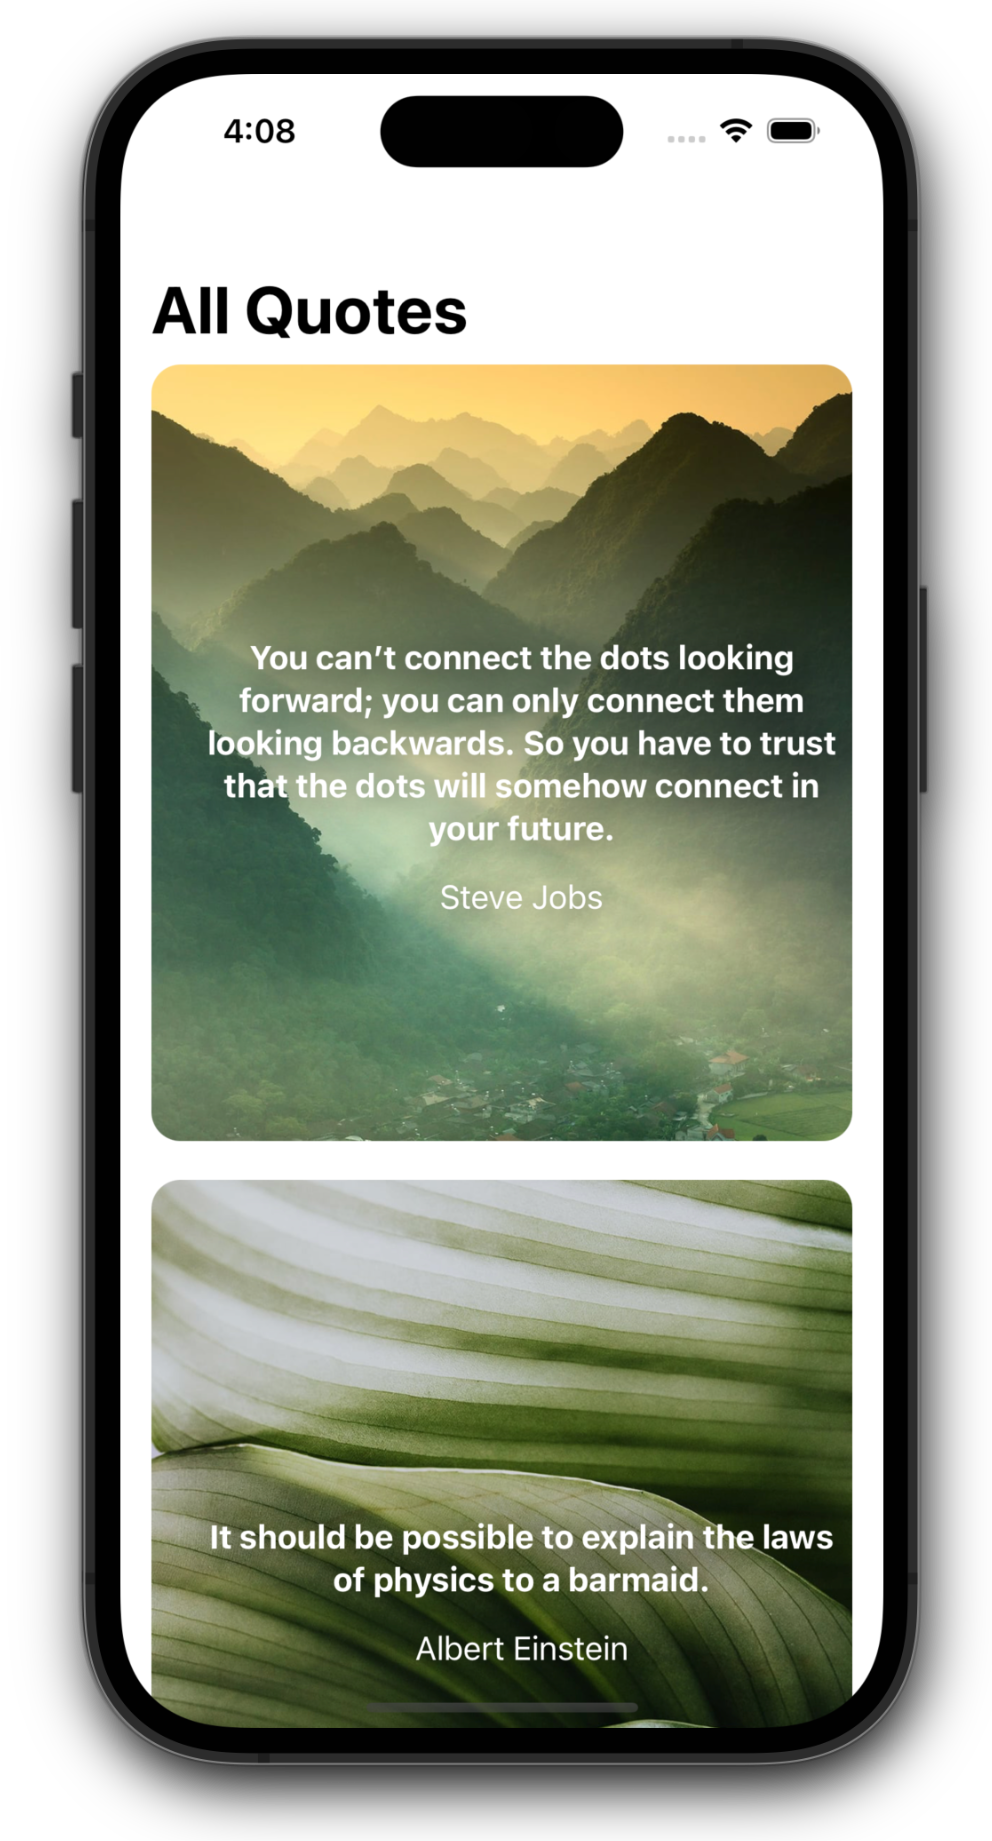 4:08
All Quotes
You can’t connect the dots looking
forward; you can only connect them
looking backwards. So you have to trust
that the dots will somehow connect in
your future.
Steve Jobs
It should be possible to explain the laws
of physics to a barmaid.
Albert Einstein